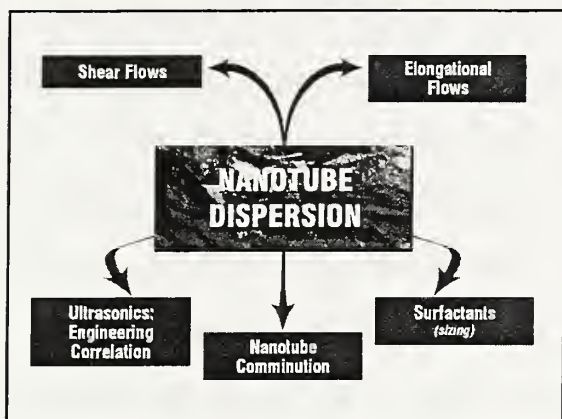 Shear Flows
Elongational
Flows
NANOTUBE
DISPERSION
Ultrasonics:
Engineering
Correlation
Nanotube
Comminution
Surfactants
(sizing)